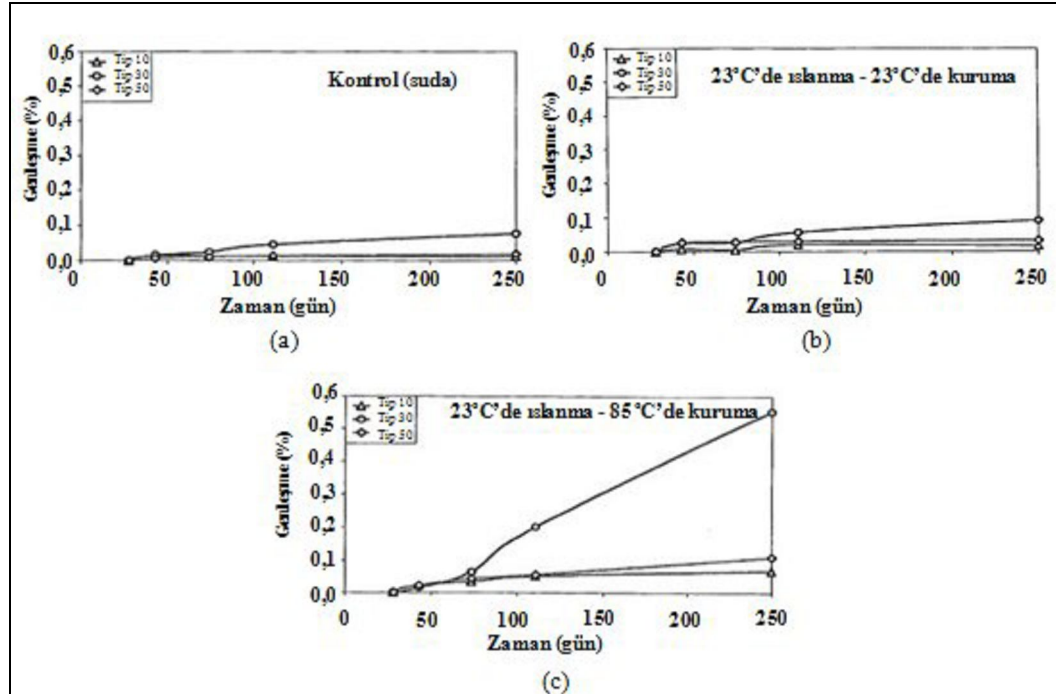 Kontrol (suda)
Tip 10
Tip 30
Tip 50
Genleşme (%)
0,6
0,5
0,4
0,3
0,2
0,1
0,0
0 50 100 150 200 250
Zaman (gün)
(a)
23°C'de ıslanma - 23°C'de kuruma
Tip 10
Tip 30
Tip 50
Genleşme (%)
0,6
0,5
0,4
0,3
0,2
0,1
0,0
0 50 100 150 200 250
Zaman (gün)
(b)
23°C'de ıslanma - 85°C'de kuruma
Tip 10
Tip 30
Tip 50
Genleşme (%)
0,6
0,5
0,4
0,3
0,2
0,1
0,0
0 50 100 150 200 250
Zaman (gün)
(c)